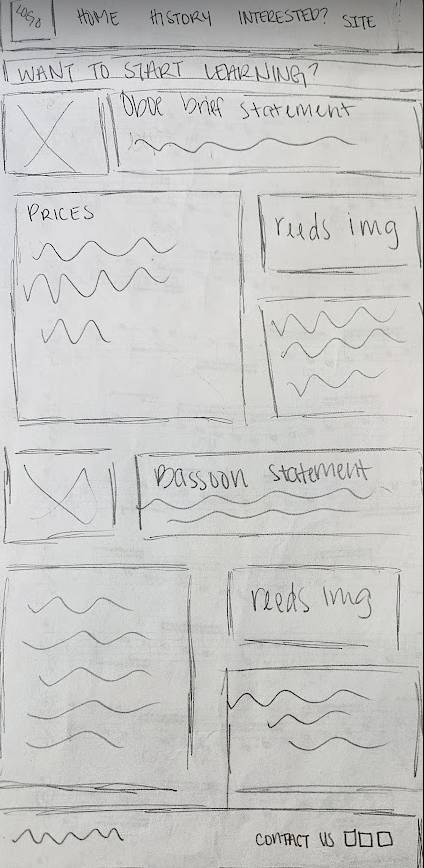 LOGO HOME HISTORY INTERESTED? SITE
WANT TO START LEARNING?
Oboe brief statement
PRICES
reeds img
Bassoon statement
reeds img
CONTACT US